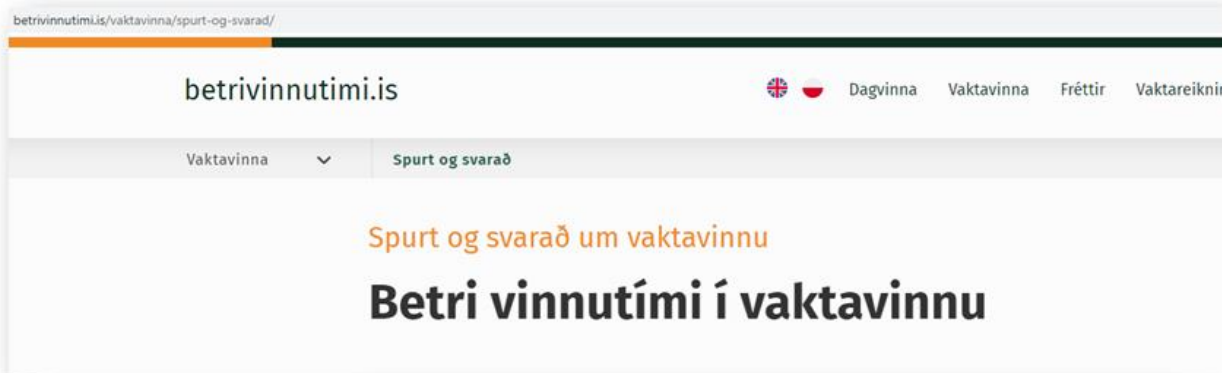 betrivinnutimi.is/vaktavinna/spurt-og-svarad/
betrivinnutimi.is Dagvinna Vaktavinna Fréttir
Vaktavinna Spurt og svarað
Spurt og svarað um vaktavinnu
Betri vinnutími í vaktavinnu